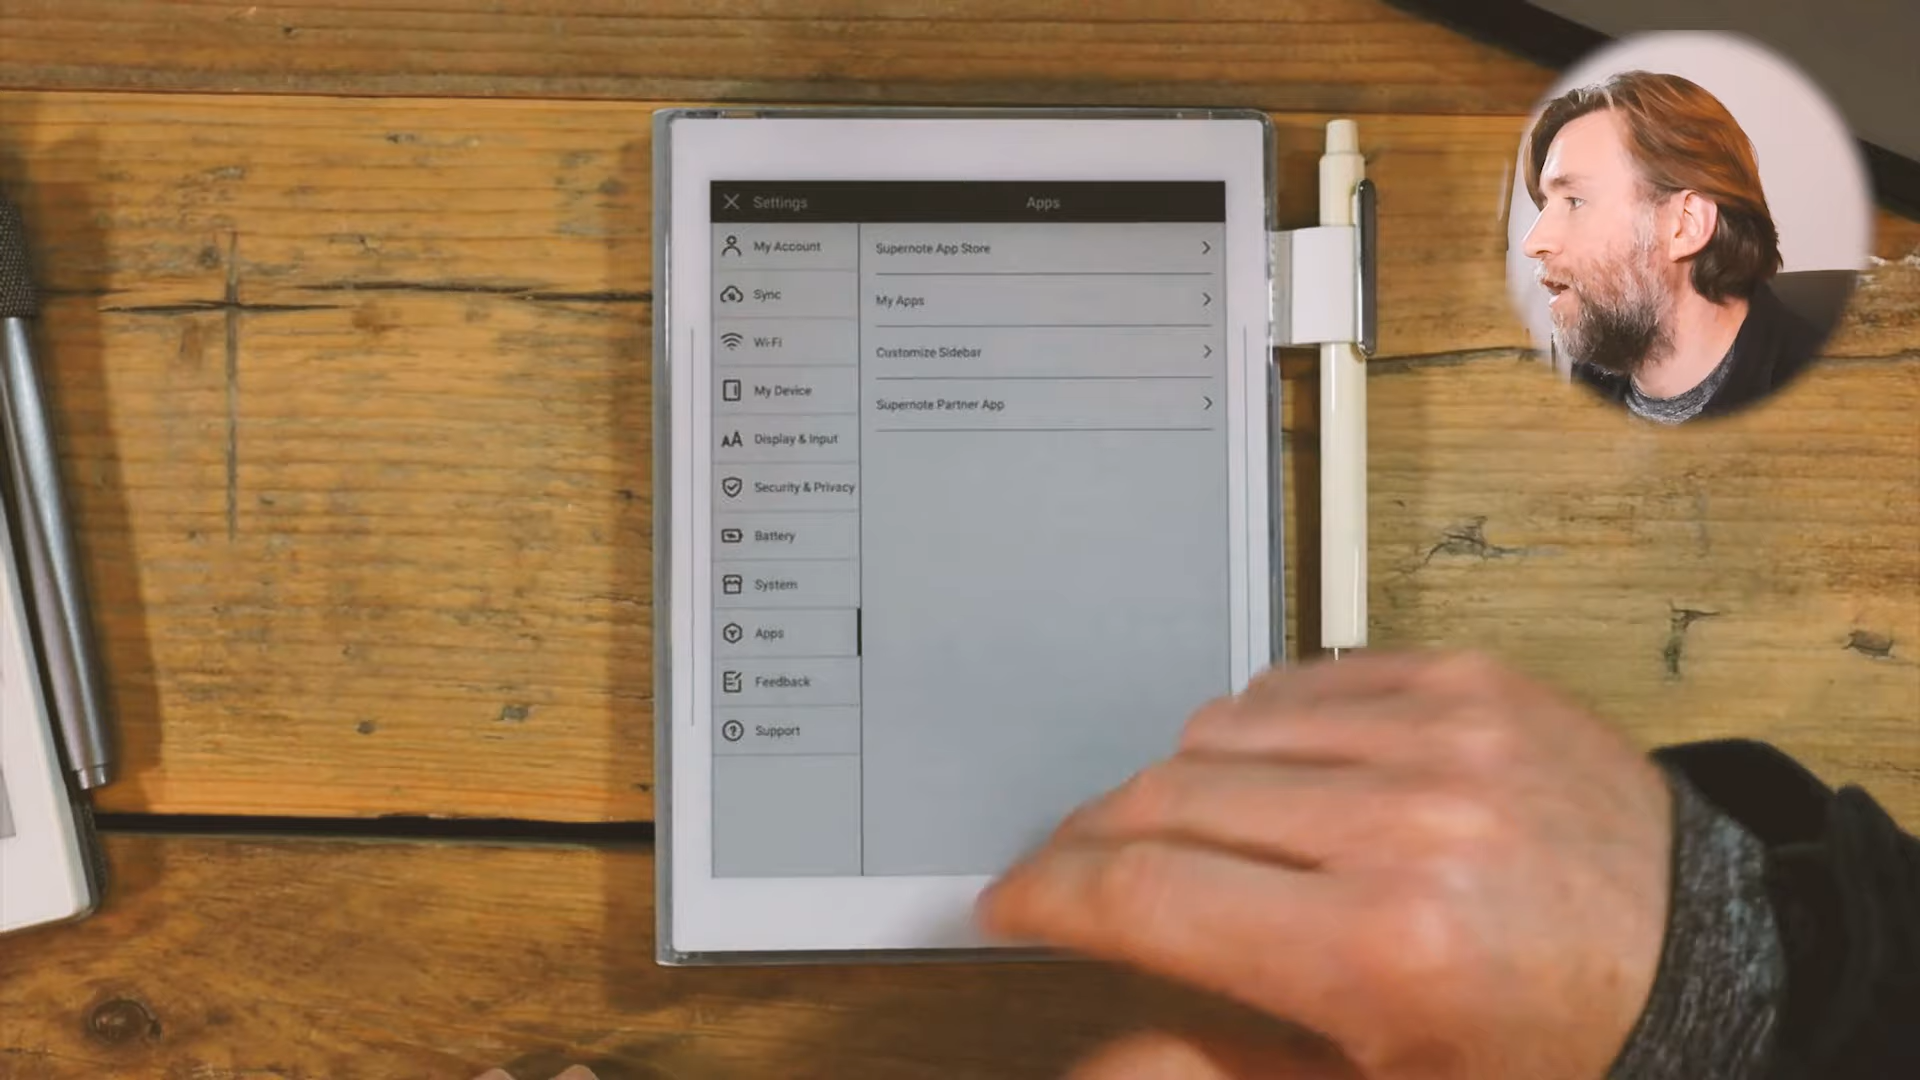 Settings
Apps
My Account
Sync
Wi-Fi
My Device
Display & Input
Security & Privacy
Battery
System
Apps
Feedback
Support
Supernote App Store
My Apps
Customize Sidebar
Supernote Partner App